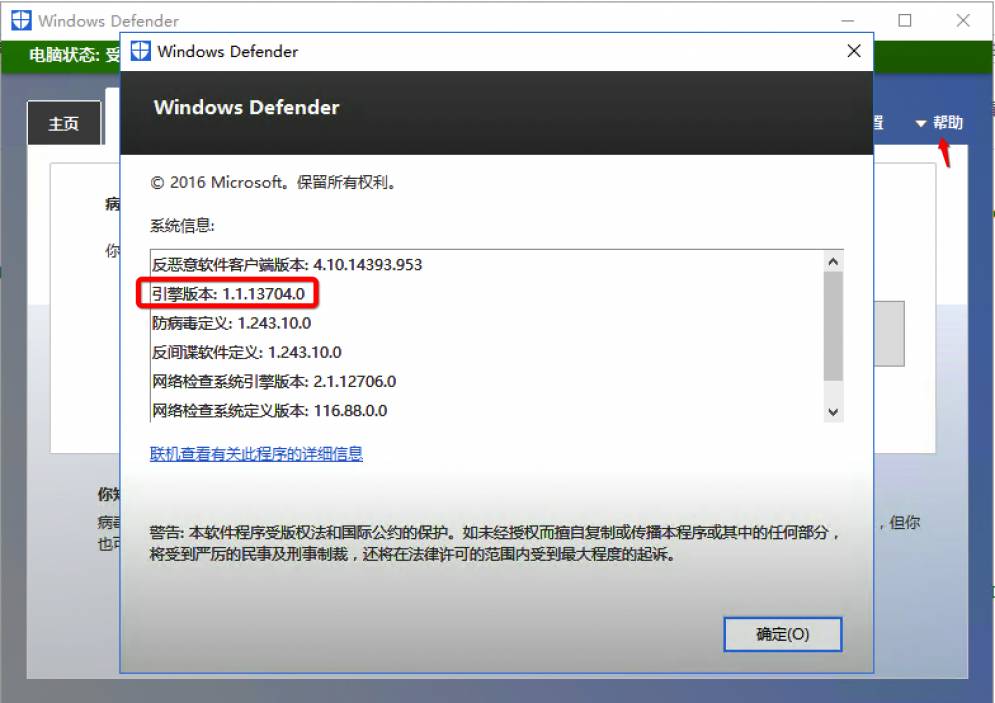 Windows Defender
电脑状态: 受
Windows Defender
Windows Defender
主页
置
帮助
© 2016 Microsoft。保留所有权利。
系统信息:
病
你
反恶意软件客户端版本: 4.10.14393.953
引擎版本: 1.1.13704.0
防病毒定义: 1.243.10.0
反间谍软件定义: 1.243.10.0
网络检查系统引擎版本: 2.1.12706.0
网络检查系统定义版本: 116.88.0.0
联机查看有关此程序的详细信息
你知
病毒
，但你
也可
警告: 本软件程序受版权法和国际公约的保护。如未经授权而擅自复制或传播本程序或其中的任何部分，
将受到严厉的民事及刑事制裁，还将在法律许可的范围内受到最大程度的起诉。
确定(O)